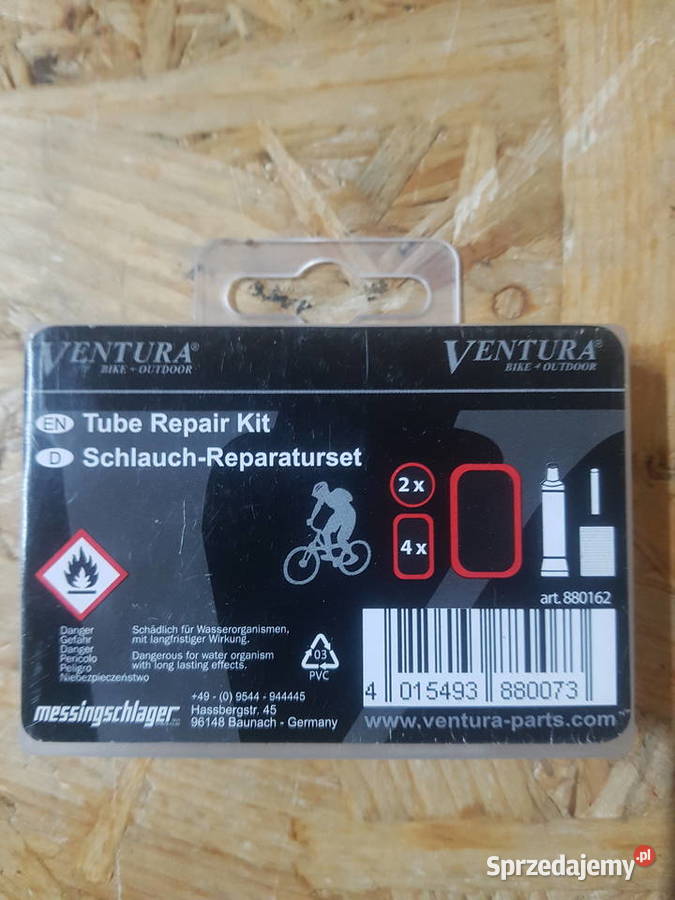 VENTURA®
BIKE + OUTDOOR
VENTURA®
BIKE + OUTDOOR
EN Tube Repair Kit
D Schlauch-Reparaturset
2 x
4 x
art. 880162
Danger
Gefahr
Danger
Pericolo
Peligro
Niebezpieczeństwo
Schädlich für Wasserorganismen,
mit langfristiger Wirkung.
Dangerous for water organism
with long lasting effects.
03
PVC
4 015493 880073
messingschlager
+49 - (0) 9544 - 944445
Hassbergstr. 45
96148 Baunach - Germany
www.ventura-parts.com
Sprzedajemy.pl